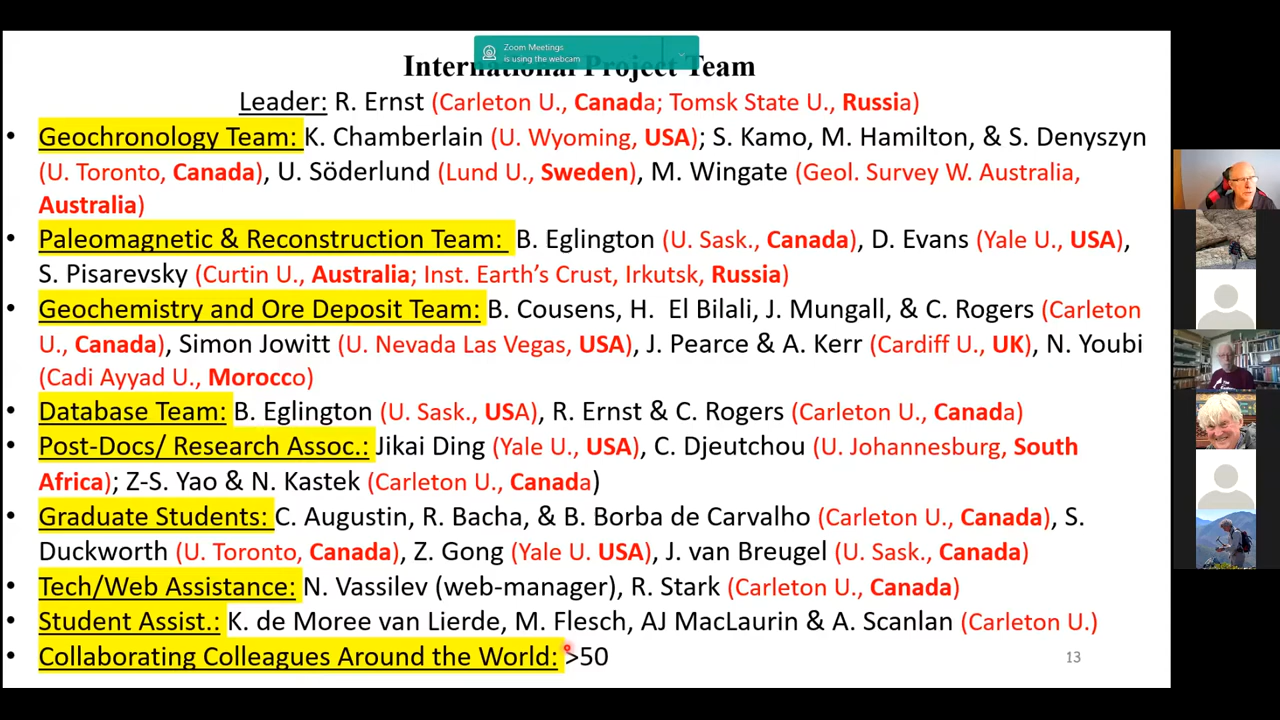 Zoom Meetings
is using the webcam
International Project Team
Leader: R. Ernst (Carleton U., Canada; Tomsk State U., Russia)
• Geochronology Team: K. Chamberlain (U. Wyoming, USA); S. Kamo, M. Hamilton, & S. Denyszyn
(U. Toronto, Canada), U. Söderlund (Lund U., Sweden), M. Wingate (Geol. Survey W. Australia,
Australia)
• Paleomagnetic & Reconstruction Team: B. Eglington (U. Sask., Canada), D. Evans (Yale U., USA),
S. Pisarevsky (Curtin U., Australia; Inst. Earth’s Crust, Irkutsk, Russia)
• Geochemistry and Ore Deposit Team: B. Cousens, H. El Bilali, J. Mungall, & C. Rogers (Carleton
U., Canada), Simon Jowitt (U. Nevada Las Vegas, USA), J. Pearce & A. Kerr (Cardiff U., UK), N. Youbi
(Cadi Ayyad U., Morocco)
• Database Team: B. Eglington (U. Sask., USA), R. Ernst & C. Rogers (Carleton U., Canada)
• Post-Docs/ Research Assoc.: Jikai Ding (Yale U., USA), C. Djeutchou (U. Johannesburg, South
Africa); Z-S. Yao & N. Kastek (Carleton U., Canada)
• Graduate Students: C. Augustin, R. Bacha, & B. Borba de Carvalho (Carleton U., Canada), S.
Duckworth (U. Toronto, Canada), Z. Gong (Yale U. USA), J. van Breugel (U. Sask., Canada)
• Tech/Web Assistance: N. Vassilev (web-manager), R. Stark (Carleton U., Canada)
• Student Assist.: K. de Moree van Lierde, M. Flesch, AJ MacLaurin & A. Scanlan (Carleton U.)
• Collaborating Colleagues Around the World: >50
13